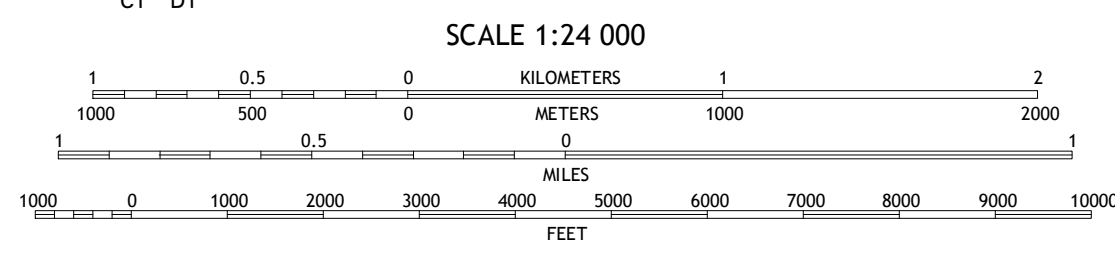 SCALE 1:24 000
1 0.5 0 KILOMETERS 1 2
1000 500 0 METERS 1000 2000
1 0.5 0 1
MILES
1000 0 1000 2000 3000 4000 5000 6000 7000 8000 9000 10000
FEET